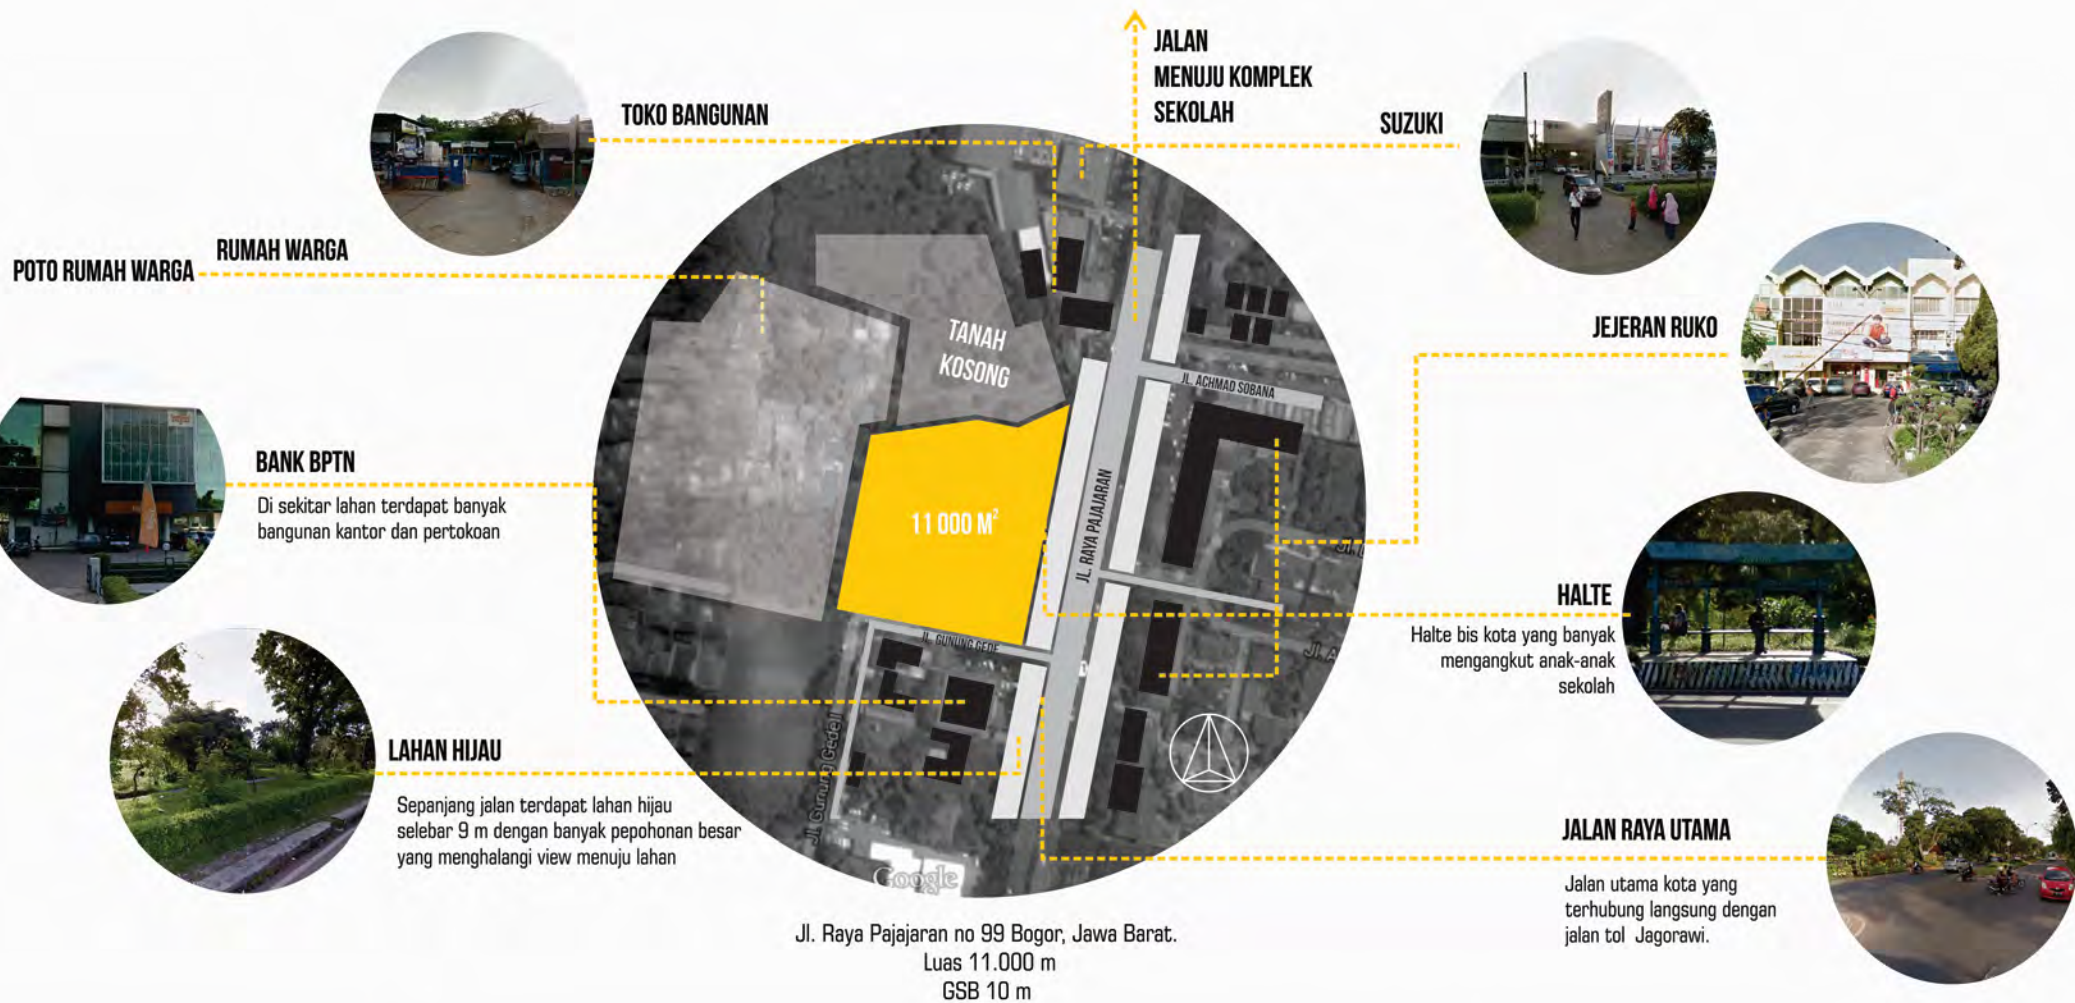 JALAN
MENUJU KOMPLEK
SEKOLAH
TOKO BANGUNAN
SUZUKI
RUMAH WARGA
POTO RUMAH WARGA
JEJERAN RUKO
TANAH
KOSONG
JL. ACHMAD SOBANA
BANK BPTN
Di sekitar lahan terdapat banyak
bangunan kantor dan pertokoan
11 000 M²
JL. RAYA PAJAJARAN
HALTE
Halte bis kota yang banyak
mengangkut anak-anak
sekolah
JL. GUNUNG GEDE
Jl. A
LAHAN HIJAU
Sepanjang jalan terdapat lahan hijau
selebar 9 m dengan banyak pepohonan besar
yang menghalangi view menuju lahan
Jl. Gunung Gede I
Google
JALAN RAYA UTAMA
Jalan utama kota yang
terhubung langsung dengan
jalan tol Jagorawi.
Jl. Raya Pajajaran no 99 Bogor, Jawa Barat.
Luas 11.000 m
GSB 10 m